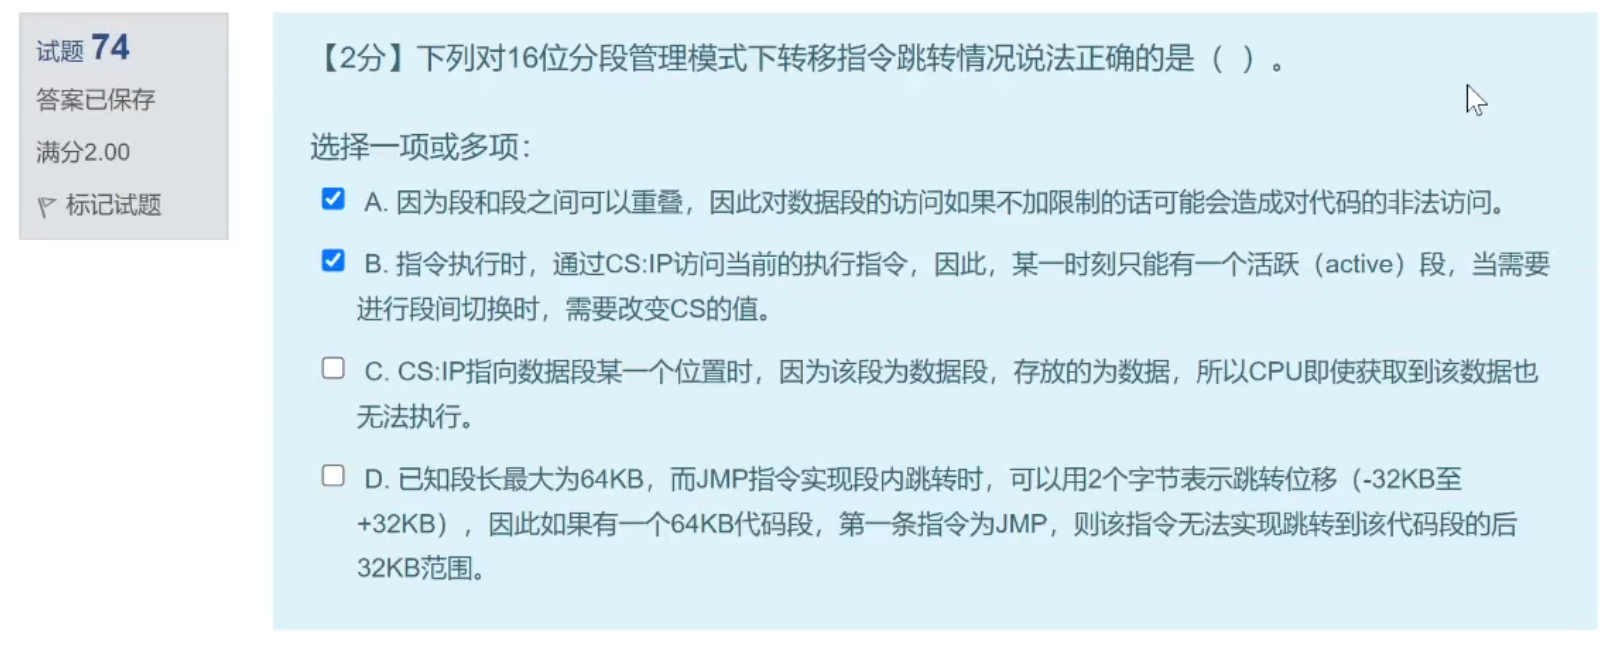 试题 74
答案已保存
满分2.00
标记试题
【2分】下列对16位分段管理模式下转移指令跳转情况说法正确的是（ ）。
选择一项或多项：
A. 因为段和段之间可以重叠，因此对数据段的访问如果不加限制的话可能会造成对代码的非法访问。
B. 指令执行时，通过CS:IP访问当前的执行指令，因此，某一时刻只能有一个活跃（active）段，当需要
进行段间切换时，需要改变CS的值。
C. CS:IP指向数据段某一个位置时，因为该段为数据段，存放的为数据，所以CPU即使获取到该数据也
无法执行。
D. 已知段长最大为64KB，而JMP指令实现段内跳转时，可以用2个字节表示跳转位移（-32KB至
+32KB），因此如果有一个64KB代码段，第一条指令为JMP，则该指令无法实现跳转到该代码段的后
32KB范围。